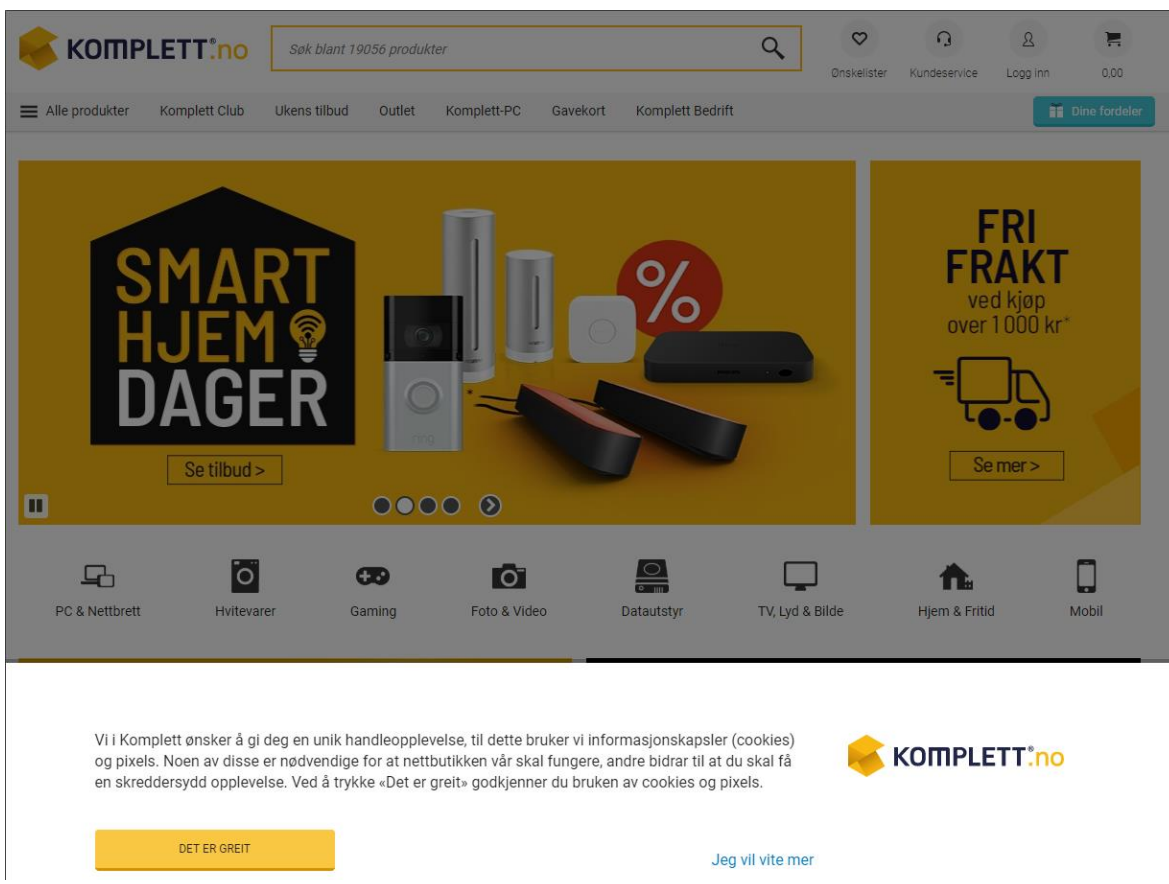 KOMPLETT®.no
Søk blant 19056 produkter
Ønskelister
Kundeservice
Logg inn
0,00
Alle produkter
Komplett Club
Ukens tilbud
Outlet
Komplett-PC
Gavekort
Komplett Bedrift
Dine fordeler
SMART
HJEM
DAGER
Se tilbud >
%
*
ring
FRI
FRAKT
ved kjøp
over 1000 kr*
Se mer >
PC & Nettbrett
Hvitevarer
Gaming
Foto & Video
Datautstyr
TV, Lyd & Bilde
Hjem & Fritid
Mobil
Vi i Komplett ønsker å gi deg en unik handleopplevelse, til dette bruker vi informasjonskapsler (cookies)
og pixels. Noen av disse er nødvendige for at nettbutikken vår skal fungere, andre bidrar til at du skal få
en skreddersydd opplevelse. Ved å trykke «Det er greit» godkjenner du bruken av cookies og pixels.
KOMPLETT®.no
DET ER GREIT
Jeg vil vite mer